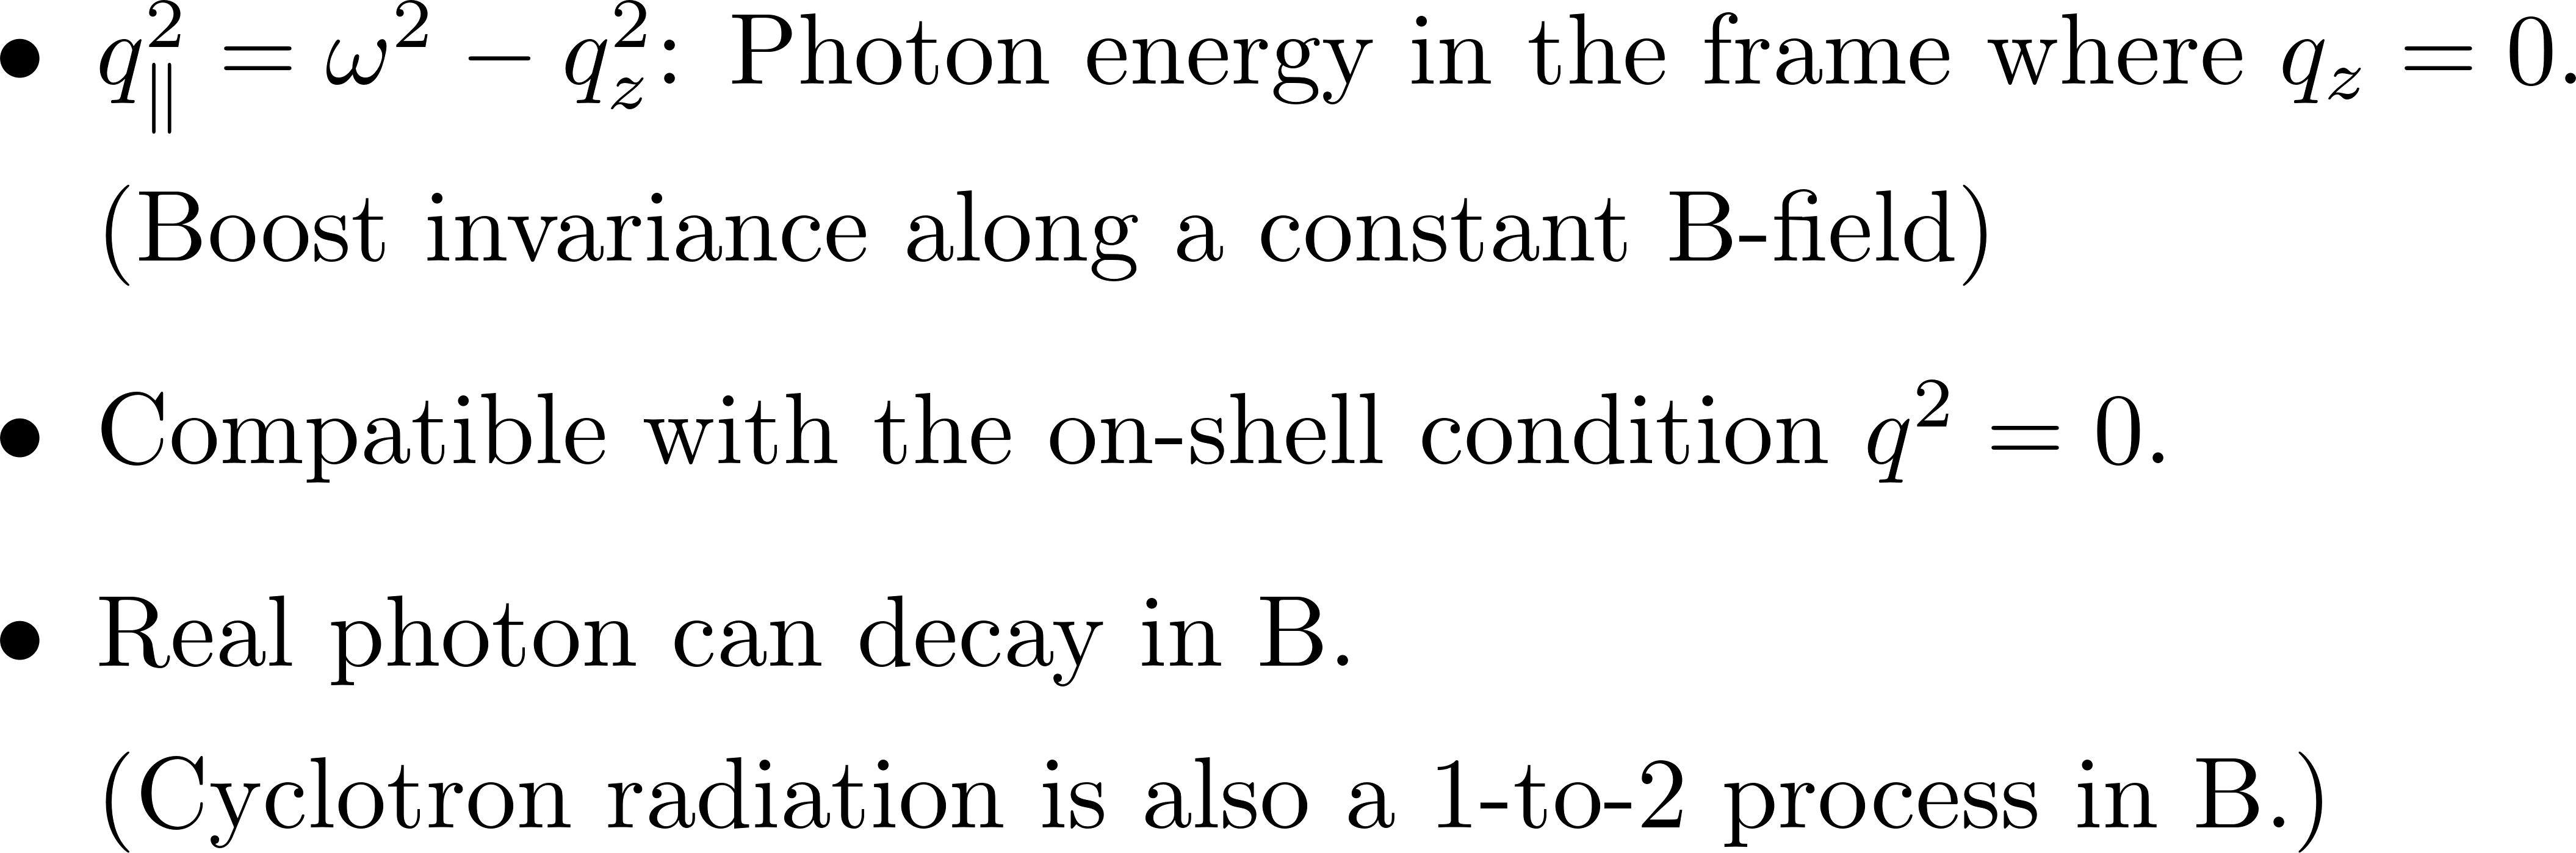 • $q_{\parallel}^2 = \omega^2 - q_z^2$: Photon energy in the frame where $q_z = 0$.
(Boost invariance along a constant B-field)
• Compatible with the on-shell condition $q^2 = 0$.
• Real photon can decay in B.
(Cyclotron radiation is also a 1-to-2 process in B.)